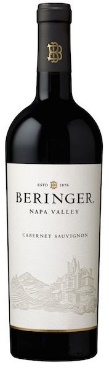 B
ESTD 1876
BERINGER.
NAPA VALLEY
CABERNET SAUVIGNON